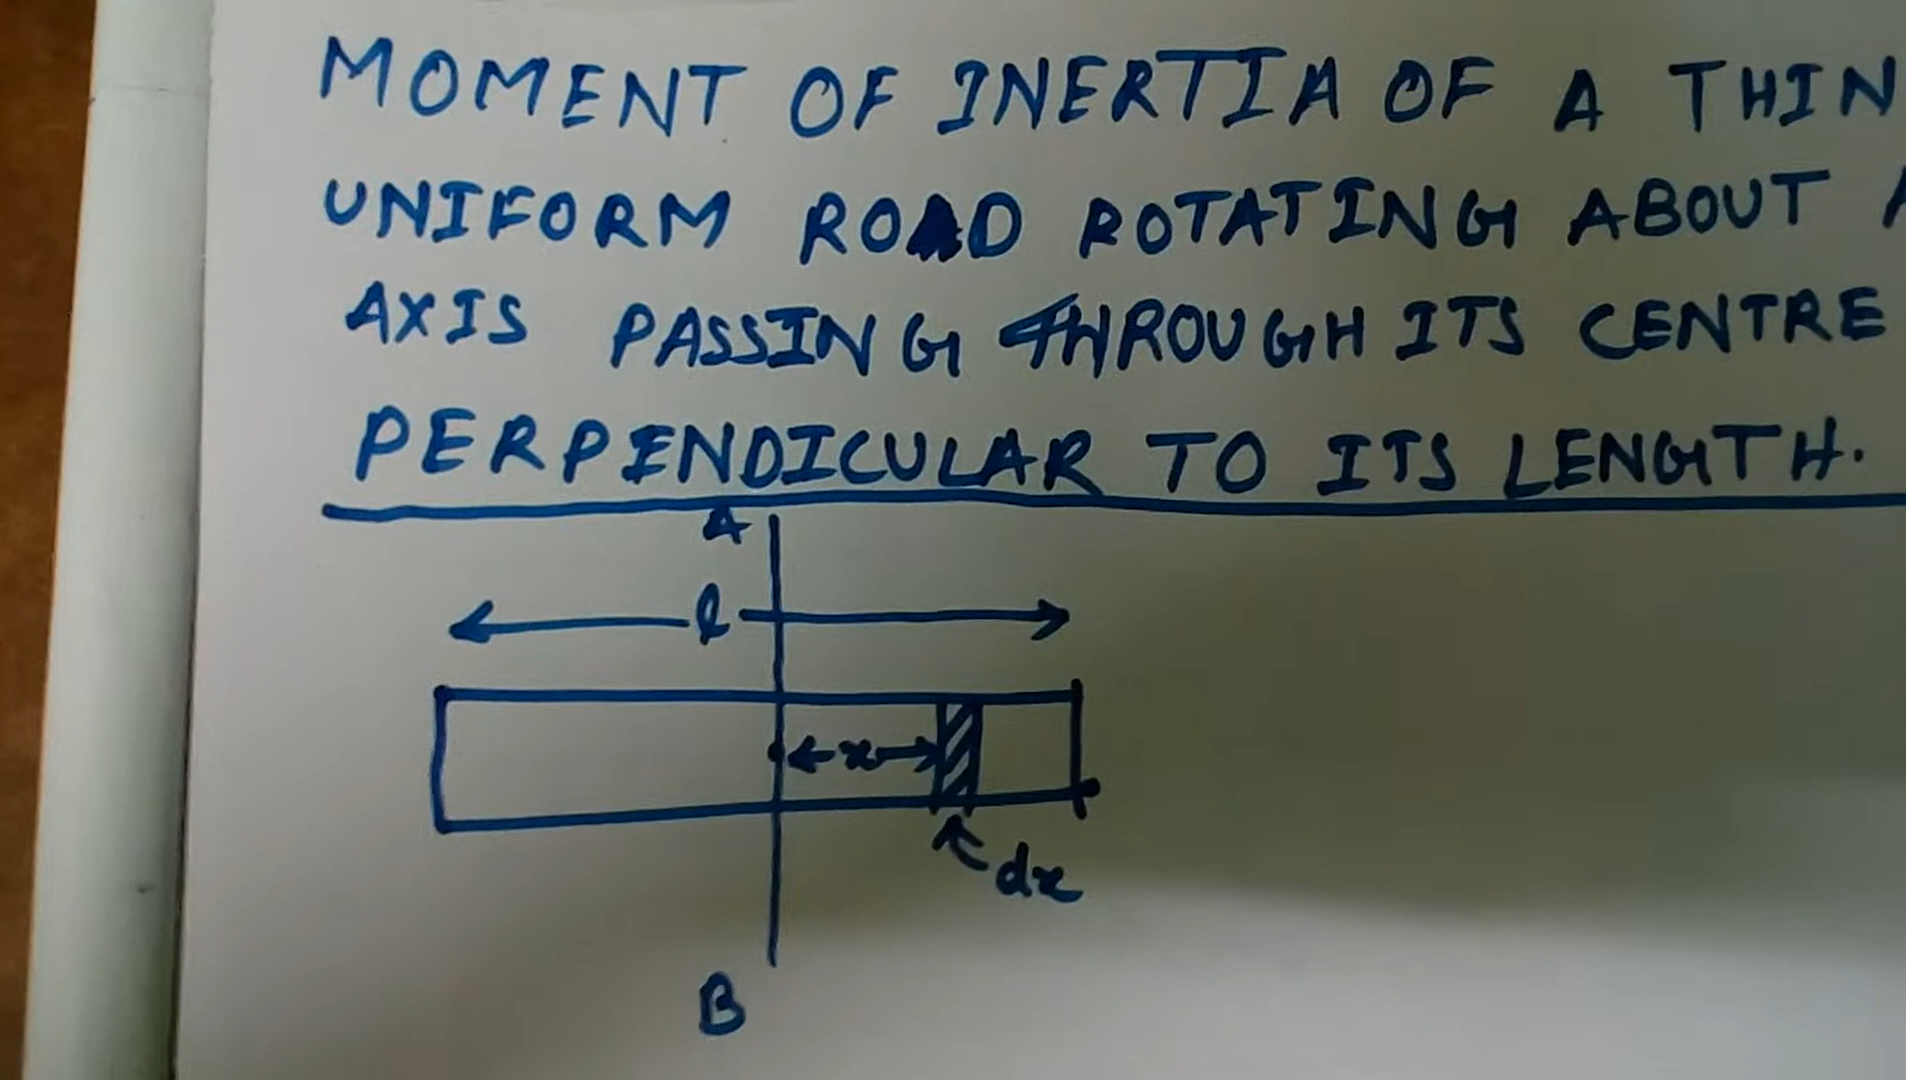 MOMENT OF INERTIA OF A THIN
UNIFORM ROAD ROTATING ABOUT
AXIS PASSING THROUGH ITS CENTRE
PERPENDICULAR TO ITS LENGTH.
A
l
x
dx
B